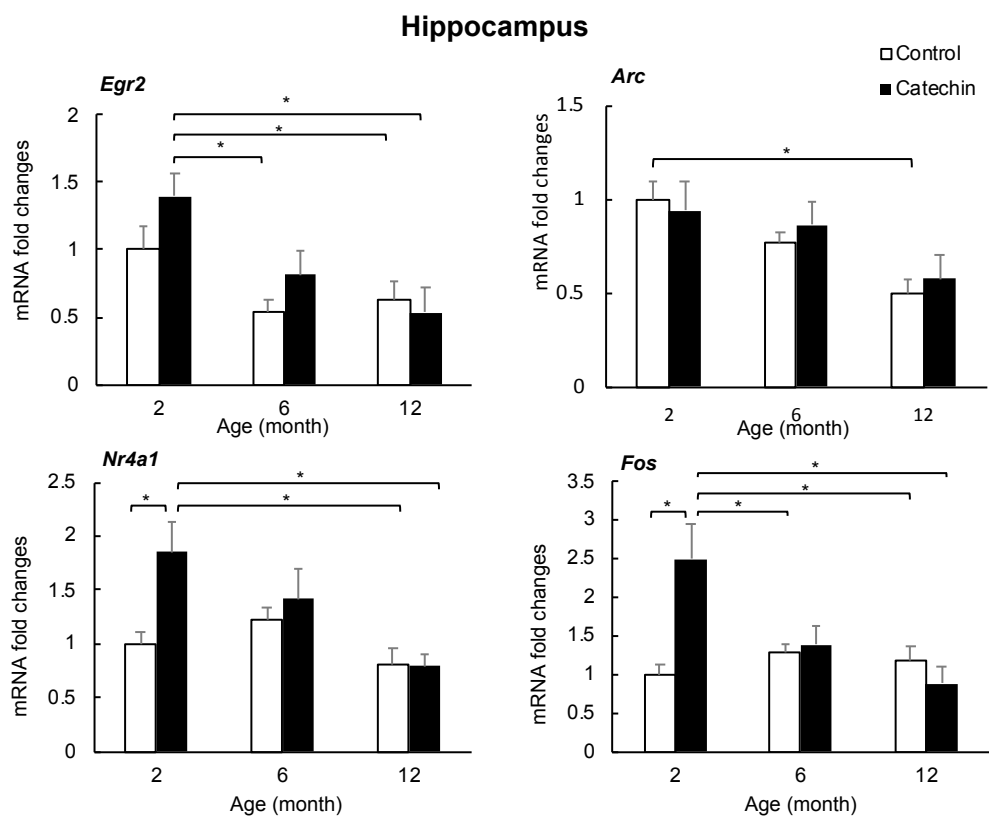 Hippocampus
Control
Catechin
Egr2
mRNA fold changes
2
1.5
1
0.5
0
*
*
*
2 6 12
Age (month)
Arc
mRNA fold changes
1.5
1
0.5
0
*
2 6 12
Age (month)
Nr4a1
mRNA fold changes
2.5
2
1.5
1
0.5
0
*
*
*
2 6 12
Age (month)
Fos
mRNA fold changes
3.5
3
2.5
2
1.5
1
0.5
0
*
*
*
*
2 6 12
Age (month)